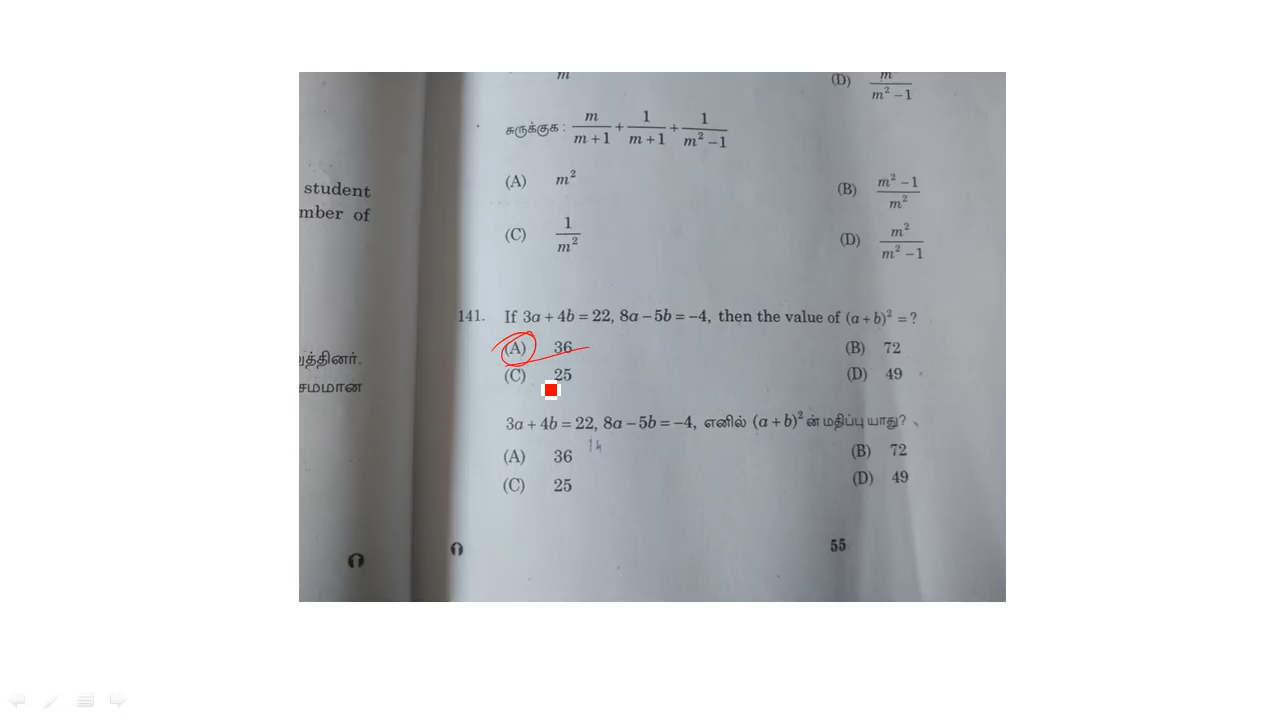 m
(D) m / m² − 1
student
mber of
சுருக்குக : m/(m + 1) + 1/(m + 1) + 1/(m² − 1)
(A) m² (B) (m² − 1)/m²
(C) 1/m² (D) m²/(m² − 1)
141. If 3a + 4b = 22, 8a − 5b = −4, then the value of (a + b)² = ?
(A) 36 (B) 72
(C) 25 (D) 49
த்தினர்.
சமமான
3a + 4b = 22, 8a − 5b = −4, எனில் (a + b)² ன் மதிப்பு யாது?
(A) 36 (B) 72
(C) 25 (D) 49
55